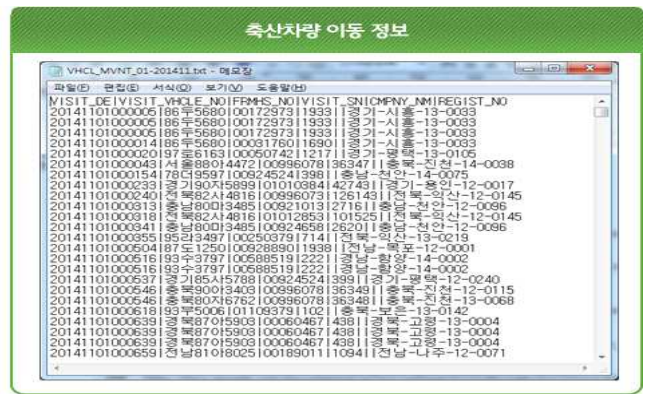 축산차량 이동 정보
VHCL_MVNT_01-201411.txt - 메모장
파일(F) 편집(E) 서식(O) 보기(V) 도움말(H)
VISIT_DE|VISIT_VHCLE_NO|FRMHS_NO|VISIT_SN|CMPNY_NM|REGIST_NO
20141101000005|86두5680|00172973|1933||경기-시흥-13-0033
20141101000005|86두5680|00172973|1933||경기-시흥-13-0033
20141101000005|86두5680|00172973|1933||경기-시흥-13-0033
20141101000014|86두5680|00031760|1690||경기-시흥-13-0033
20141101000020|97로6163|00050742|1217||경기-평택-13-0105
20141101000043|서울88아4472|00996078|36347||충북-진천-14-0038
20141101000154|78더9597|00924524|398||충남-천안-14-0075
20141101000233|경기90자5899|01010384|42743||경기-용인-12-0017
20141101000240|전북82사4816|00996073|126143||전북-익산-12-0145
20141101000313|충남80마3485|00921013|2716||충남-천안-12-0096
20141101000318|전북82사4816|01012853|101525||전북-익산-12-0145
20141101000341|충남80마3485|00924658|2620||충남-천안-12-0096
20141101000355|95라3497|00250379|714||전북-익산-13-0219
20141101000504|87도1250|00928890|1938||전남-목포-12-0001
20141101000516|93수3797|00588519|222||경남-함양-14-0002
20141101000516|93수3797|00588519|222||경남-함양-14-0002
20141101000537|경기85사5788|00924524|399||경기-평택-12-0240
20141101000546|충북90아3408|00996078|36349||충북-진천-12-0115
20141101000546|충북80자6762|00996078|36348||충북-진천-13-0068
20141101000618|93무5006|01109379|102||충북-보은-13-0142
20141101000639|경북87아5903|00060467|438||경북-고령-13-0004
20141101000639|경북87아5903|00060467|438||경북-고령-13-0004
20141101000639|경북87아5903|00060467|438||경북-고령-13-0004
20141101000659|전남81아8025|00189011|1094||전남-나주-12-0071